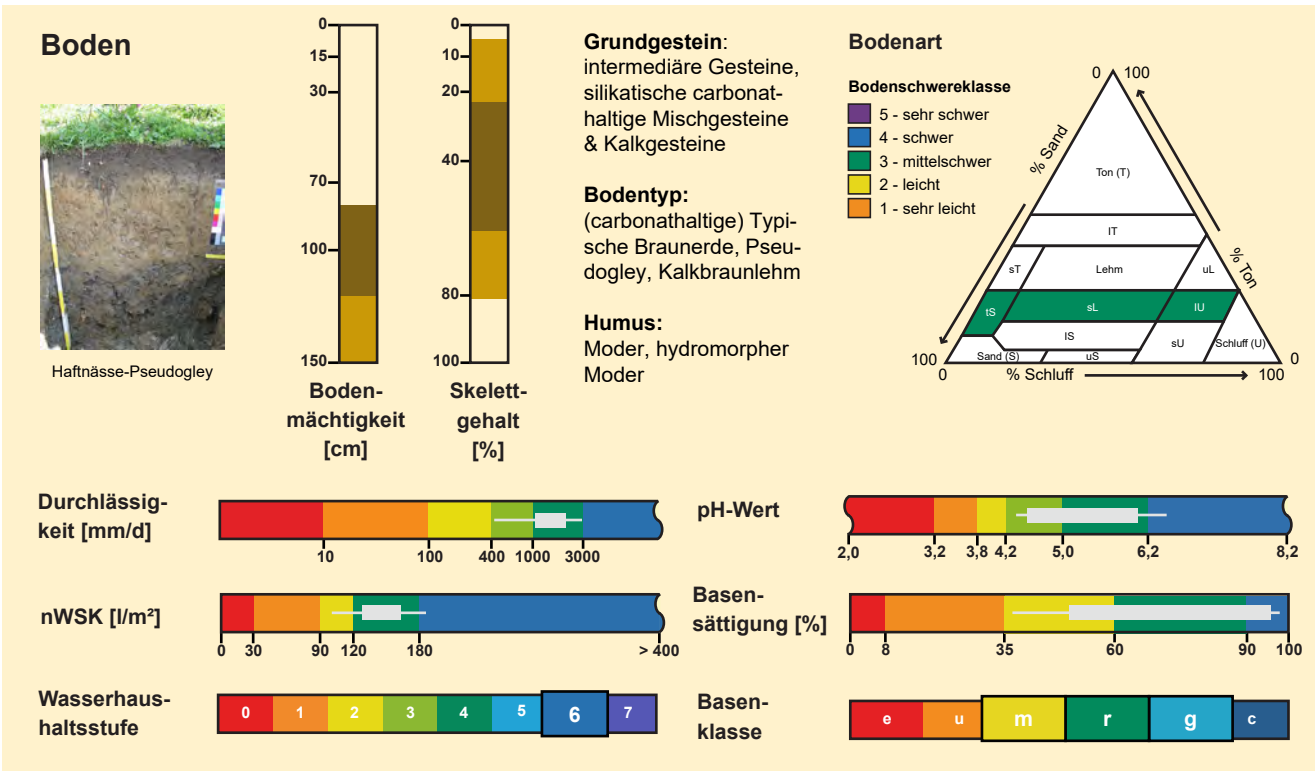 Boden
Haftnässe-Pseudogley
0
15
30
70
100
150
Boden-
mächtigkeit
[cm]
0
10
20
40
80
100
Skelett-
gehalt
[%]
Grundgestein:
intermediäre Gesteine,
silikatische carbonat-
haltige Mischgesteine
& Kalkgesteine
Bodentyp:
(carbonathaltige) Typi-
sche Braunerde, Pseu-
dogley, Kalkbraunlehm
Humus:
Moder, hydromorpher
Moder
Bodenart
Bodenschwereklasse
5 - sehr schwer
4 - schwer
3 - mittelschwer
2 - leicht
1 - sehr leicht
0 100
% Sand
% Ton
Ton (T)
lT
sT Lehm uL
tS sL lU
lS
Sand (S) uS sU Schluff (U)
100 0
0 % Schluff 100
Durchlässig-
keit [mm/d]
10 100 400 1000 3000
pH-Wert
2,0 3,2 3,8 4,2 5,0 6,2 8,2
nWSK [l/m²]
0 30 90 120 180 > 400
Basen-
sättigung [%]
0 8 35 60 90 100
Wasserhaus-
haltsstufe
0 1 2 3 4 5 6 7
Basen-
klasse
e u m r g c